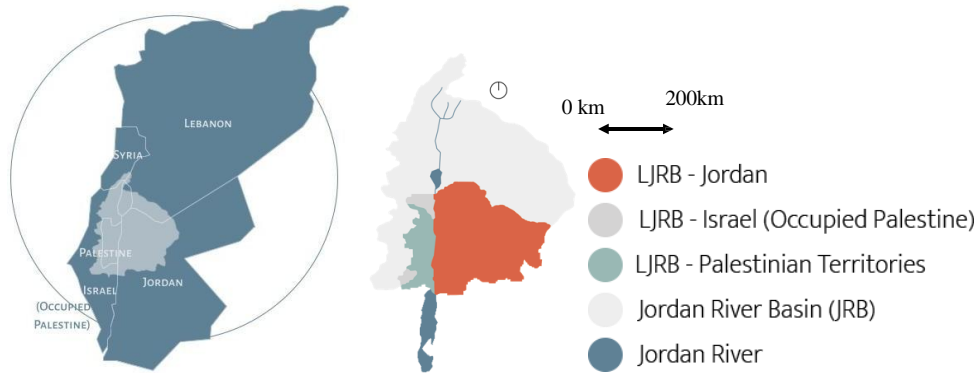 LEBANON
SYRIA
PALESTINE
ISRAEL
JORDAN
(OCCUPIED
PALESTINE)
0 km
200km
LJRB - Jordan
LJRB - Israel (Occupied Palestine)
LJRB - Palestinian Territories
Jordan River Basin (JRB)
Jordan River